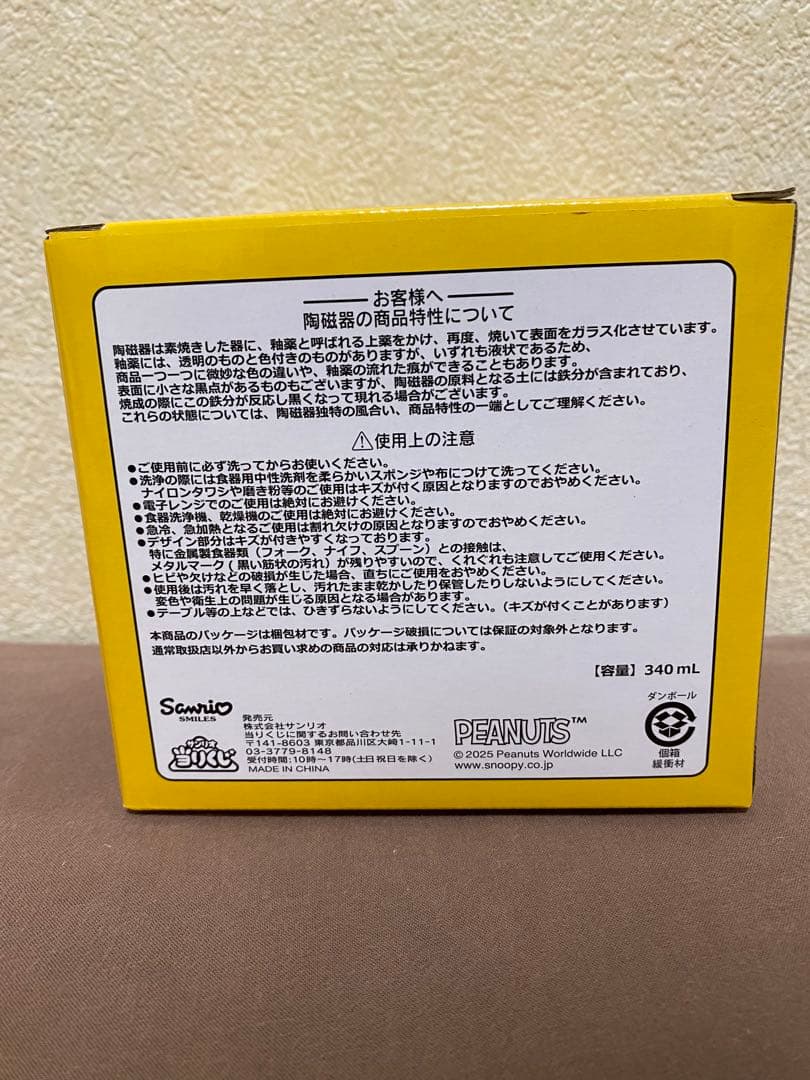 お客様へ
陶磁器の商品特性について
陶磁器は素焼きした器に、釉薬と呼ばれる上薬をかけ、再度、焼いて表面をガラス化させています。
釉薬には、透明のものと色付きのものがありますが、いずれも液状であるため、
商品一つ一つに微妙な色の違いや、釉薬の流れた痕ができることもあります。
表面に小さな黒点があるものもございますが、陶磁器の原料となる土には鉄分が含まれており、
焼成の際にこの鉄分が反応し黒くなって現れる場合がございます。
これらの状態については、陶磁器独特の風合い、商品特性の一端としてご理解ください。
⚠使用上の注意
●ご使用前に必ず洗ってからお使いください。
●洗浄の際には食器用中性洗剤を柔らかいスポンジや布につけて洗ってください。
ナイロンタワシや磨き粉等のご使用はキズが付く原因となりますのでおやめください。
●電子レンジでのご使用は絶対にお避けください。
●食器洗浄機、乾燥機のご使用は絶対にお避けください。
●急冷、急加熱となるご使用は割れ欠けの原因となりますのでおやめください。
●デザイン部分はキズが付きやすくなっております。
特に金属製食器類（フォーク、ナイフ、スプーン）との接触は、
メタルマーク(黒い筋状の汚れ)が残りやすいので、くれぐれも注意してご使用ください。
●ヒビや欠けなどの破損が生じた場合、直ちにご使用をおやめください。
●使用後は汚れを早く落とし、汚れたまま乾かしたり保管したりしないようにしてください。
変色や衛生上の問題が生じる原因となる場合があります。
●テーブル等の上などでは、ひきずらないようにしてください。（キズが付くことがあります）
本商品のパッケージは梱包材です。パッケージ破損については保証の対象外となります。
通常取扱店以外からお買い求めの商品の対応は承りかねます。
【容量】340 mL
Sanrio
SMILES
サンリオ
当りくじ
発売元
株式会社サンリオ
当りくじに関するお問い合わせ先
〒141-8603 東京都品川区大崎1-11-1
03-3779-8148
受付時間:10時〜17時(土日祝日を除く)
MADE IN CHINA
PEANUTS™
© 2025 Peanuts Worldwide LLC
www.snoopy.co.jp
ダンボール
個箱
緩衝材